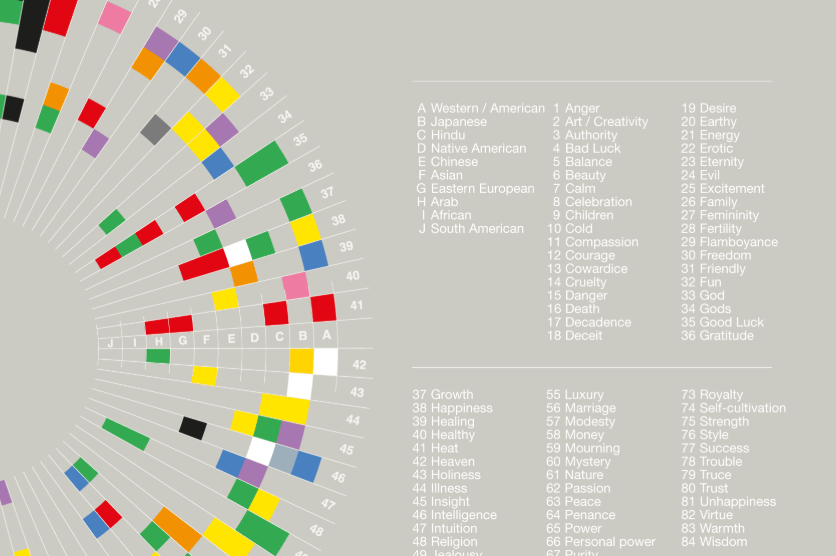 29
30
31
32
33
34
35
36
37
38
39
40
41
J I H G F E D C B A
42
43
44
45
46
47
48
A Western / American
B Japanese
C Hindu
D Native American
E Chinese
F Asian
G Eastern European
H Arab
I African
J South American
1 Anger
2 Art / Creativity
3 Authority
4 Bad Luck
5 Balance
6 Beauty
7 Calm
8 Celebration
9 Children
10 Cold
11 Compassion
12 Courage
13 Cowardice
14 Cruelty
15 Danger
16 Death
17 Decadence
18 Deceit
19 Desire
20 Earthy
21 Energy
22 Erotic
23 Eternity
24 Evil
25 Excitement
26 Family
27 Femininity
28 Fertility
29 Flamboyance
30 Freedom
31 Friendly
32 Fun
33 God
34 Gods
35 Good Luck
36 Gratitude
37 Growth
38 Happiness
39 Healing
40 Healthy
41 Heat
42 Heaven
43 Holiness
44 Illness
45 Insight
46 Intelligence
47 Intuition
48 Religion
49 Jealousy
55 Luxury
56 Marriage
57 Modesty
58 Money
59 Mourning
60 Mystery
61 Nature
62 Passion
63 Peace
64 Penance
65 Power
66 Personal power
67 Purity
73 Royalty
74 Self-cultivation
75 Strength
76 Style
77 Success
78 Trouble
79 Truce
80 Trust
81 Unhappiness
82 Virtue
83 Warmth
84 Wisdom